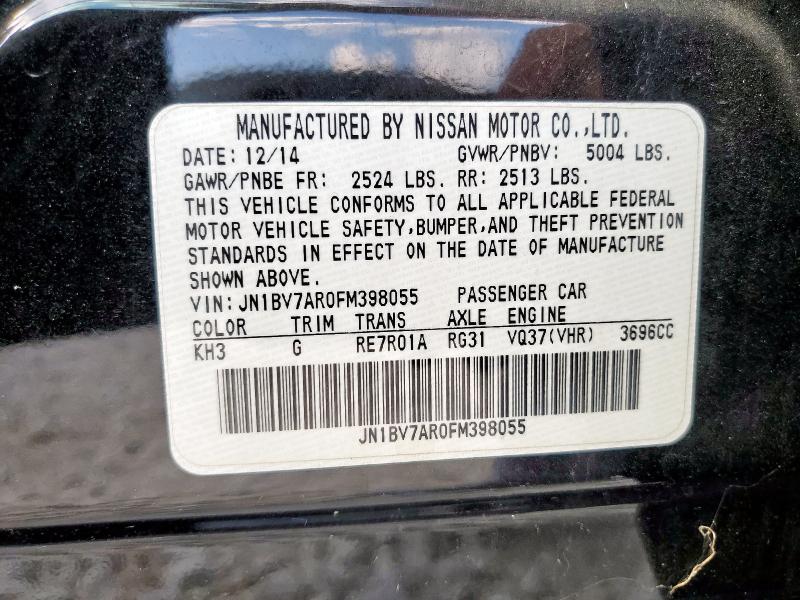 MANUFACTURED BY NISSAN MOTOR CO.,LTD.
DATE: 12/14 GVWR/PNBV: 5004 LBS.
GAWR/PNBE FR: 2524 LBS. RR: 2513 LBS.
THIS VEHICLE CONFORMS TO ALL APPLICABLE FEDERAL
MOTOR VEHICLE SAFETY,BUMPER,AND THEFT PREVENTION
STANDARDS IN EFFECT ON THE DATE OF MANUFACTURE
SHOWN ABOVE.
VIN:JN1BV7AR0FM398055 PASSENGER CAR
COLOR TRIM TRANS AXLE ENGINE
KH3 G RE7R01A RG31 VQ37(VHR) 3696CC
JN1BV7AR0FM398055